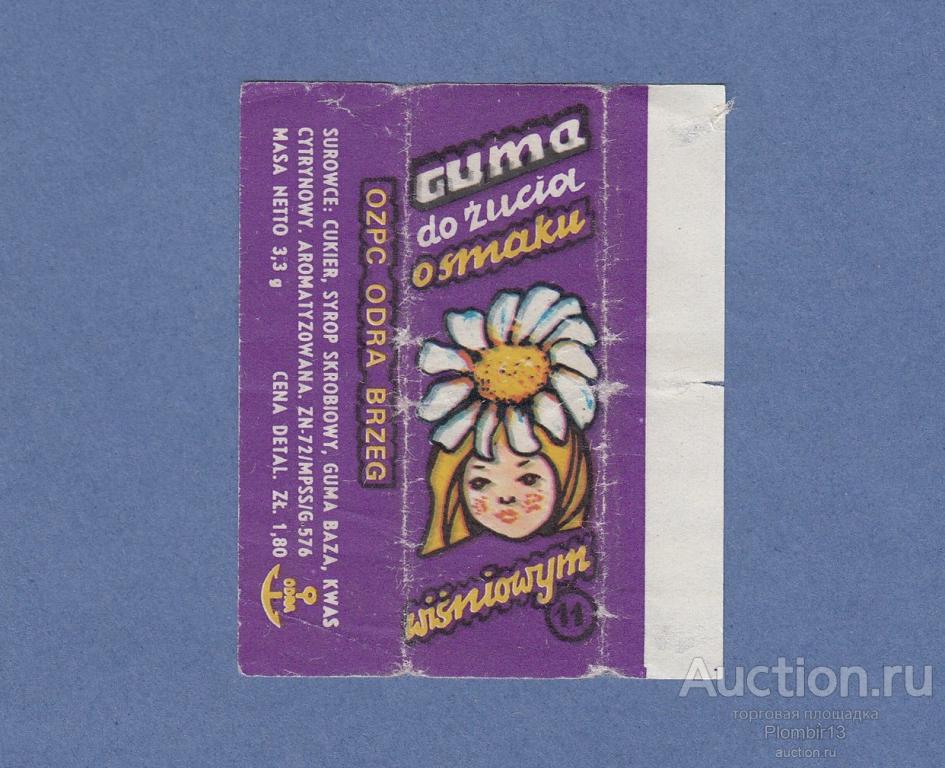 SUROWCE: CUKIER, SYROP SKROBIOWY, GUMA BAZA, KWAS
CYTRYNOWY. AROMATYZOWANA. ZN-72/MPSS/G 576
MASA NETTO 3,3 g CENA DETAL. ZŁ. 1,80
ODRA
OZPC ODRA BRZEG
GUMA
do żucia
o smaku
wiśniowym
11
Auction.ru
торговая площадка
Plombir13
auction.ru